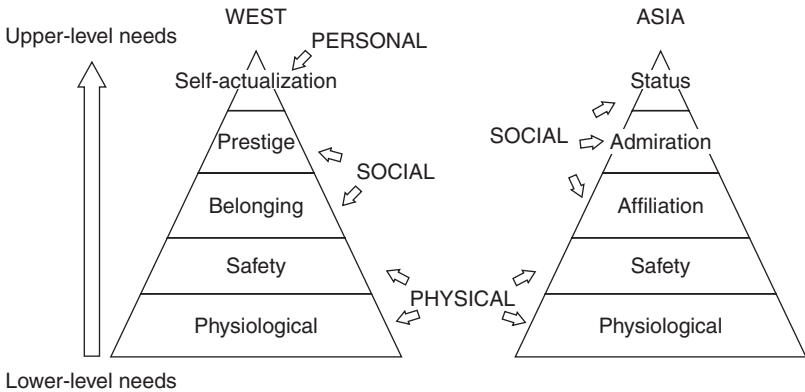 WEST
ASIA
Upper-level needs
PERSONAL
Self-actualization
Status
Prestige
SOCIAL
Admiration
SOCIAL
Belonging
Affiliation
Safety
Safety
PHYSICAL
Physiological
Physiological
Lower-level needs